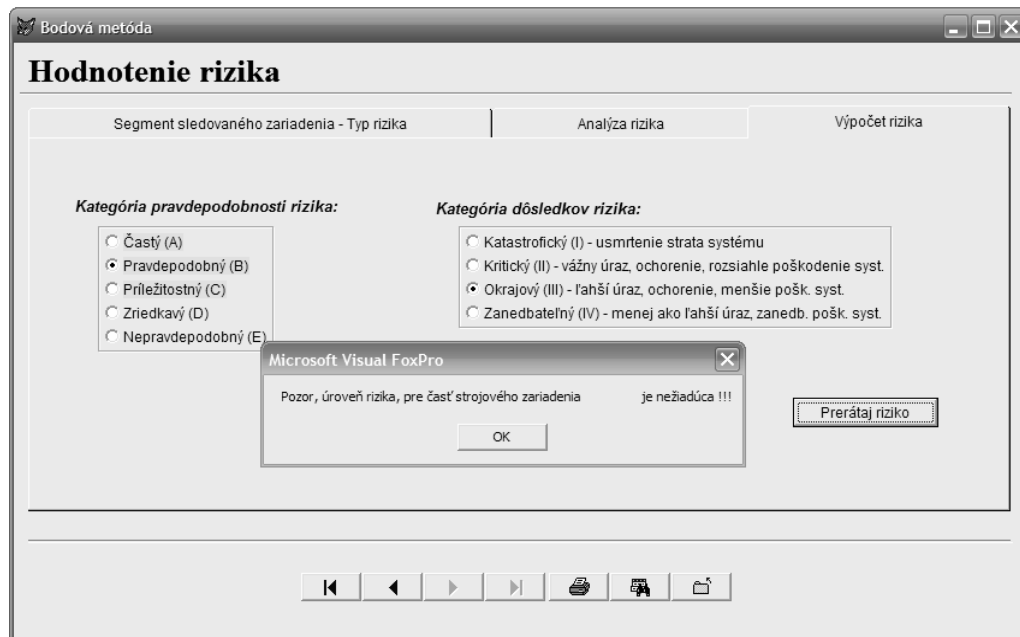 Bodová metóda
Hodnotenie rizika
Segment sledovaného zariadenia - Typ rizika
Analýza rizika
Výpočet rizika
Kategória pravdepodobnosti rizika:
Častý (A)
Pravdepodobný (B)
Príležitostný (C)
Zriedkavý (D)
Nepravdepodobný (E)
Kategória dôsledkov rizika:
Katastrofický (I) - usmrtenie strata systému
Kritický (II) - vážny úraz, ochorenie, rozsiahle poškodenie syst.
Okrajový (III) - ľahší úraz, ochorenie, menšie pošk. syst.
Zanedbateľný (IV) - menej ako ľahší úraz, zanedb. pošk. syst.
Microsoft Visual FoxPro
Pozor, úroveň rizika, pre časť strojového zariadenia je nežiadúca !!!
OK
Prerátaj riziko